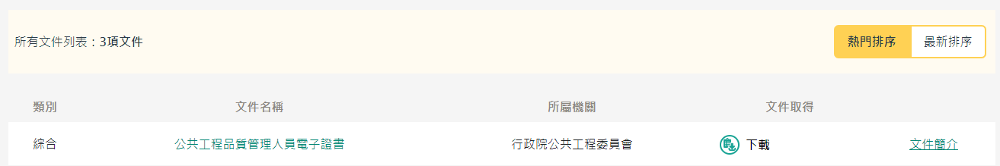 所有文件列表：3項文件
熱門排序 最新排序
類別 文件名稱 所屬機關 文件取得
綜合 公共工程品質管理人員電子證書 行政院公共工程委員會 下載 文件簡介